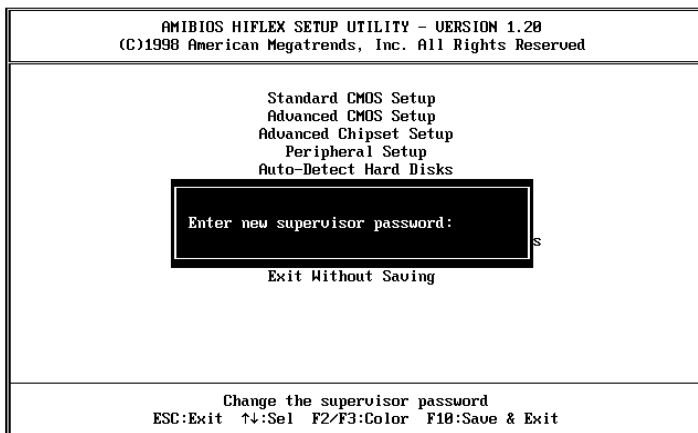 AMIBIOS HIFLEX SETUP UTILITY - VERSION 1.20
(C)1998 American Megatrends, Inc. All Rights Reserved
Standard CMOS Setup
Advanced CMOS Setup
Advanced Chipset Setup
Peripheral Setup
Auto-Detect Hard Disks
Enter new supervisor password:
s
Exit Without Saving
Change the supervisor password
ESC:Exit ↑↓:Sel F2/F3:Color F10:Save & Exit